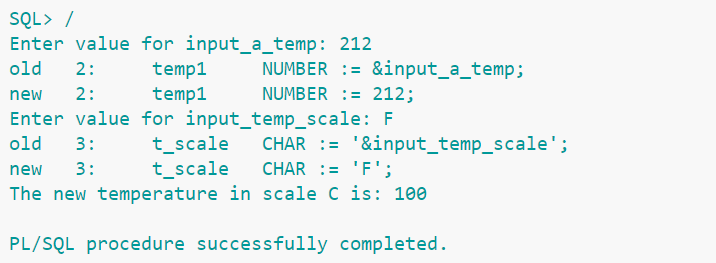 SQL> /
Enter value for input_a_temp: 212
old   2:     temp1     NUMBER := &input_a_temp;
new   2:     temp1     NUMBER := 212;
Enter value for input_temp_scale: F
old   3:     t_scale   CHAR := '&input_temp_scale';
new   3:     t_scale   CHAR := 'F';
The new temperature in scale C is: 100
PL/SQL procedure successfully completed.